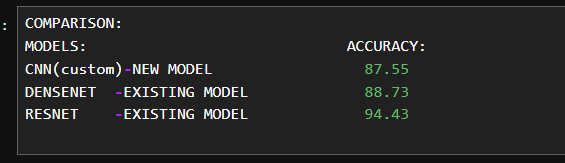 :
COMPARISON:
MODELS: ACCURACY:
CNN(custom)-NEW MODEL 87.55
DENSENET -EXISTING MODEL 88.73
RESNET -EXISTING MODEL 94.43